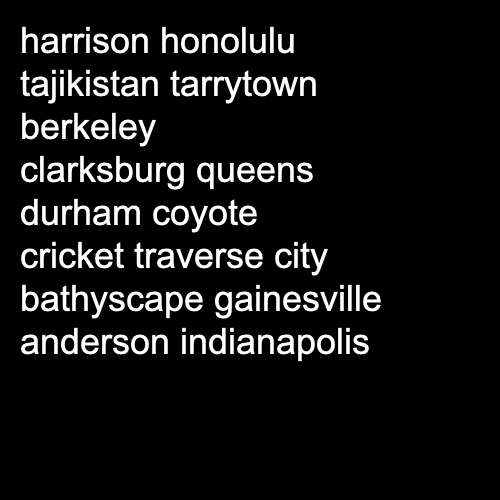 harrison honolulu
tajikistan tarrytown
berkeley
clarksburg queens
durham coyote
cricket traverse city
bathyscape gainesville
anderson indianapolis